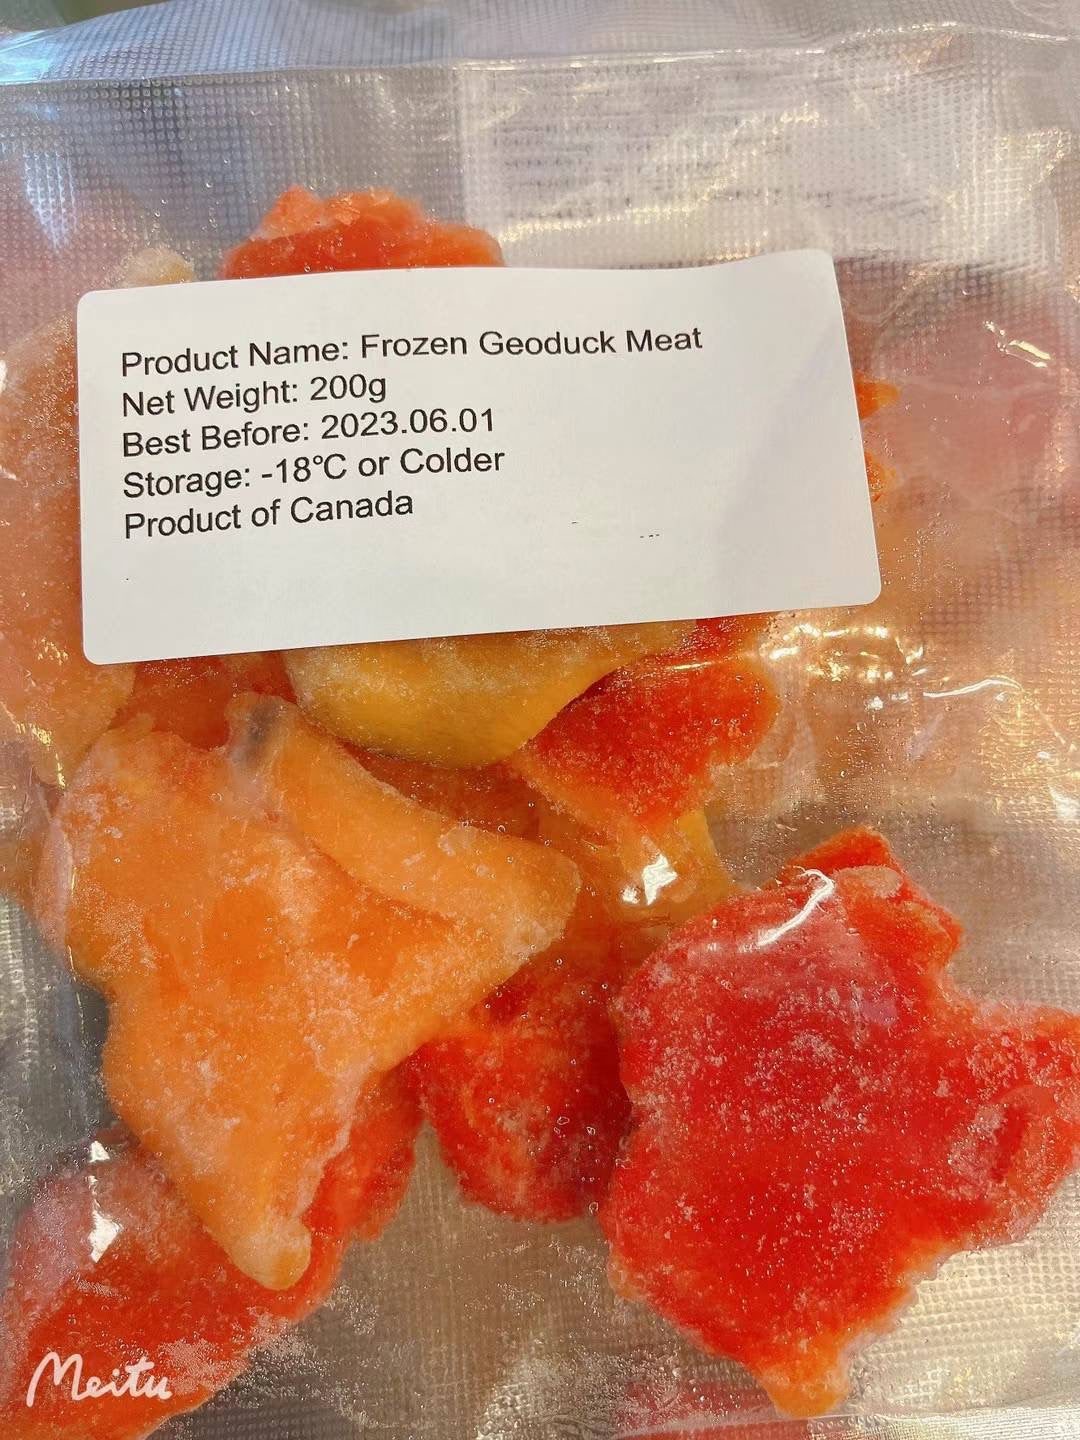 Product Name: Frozen Geoduck Meat
Net Weight: 200g
Best Before: 2023.06.01
Storage: -18℃ or Colder
Product of Canada
Meitu